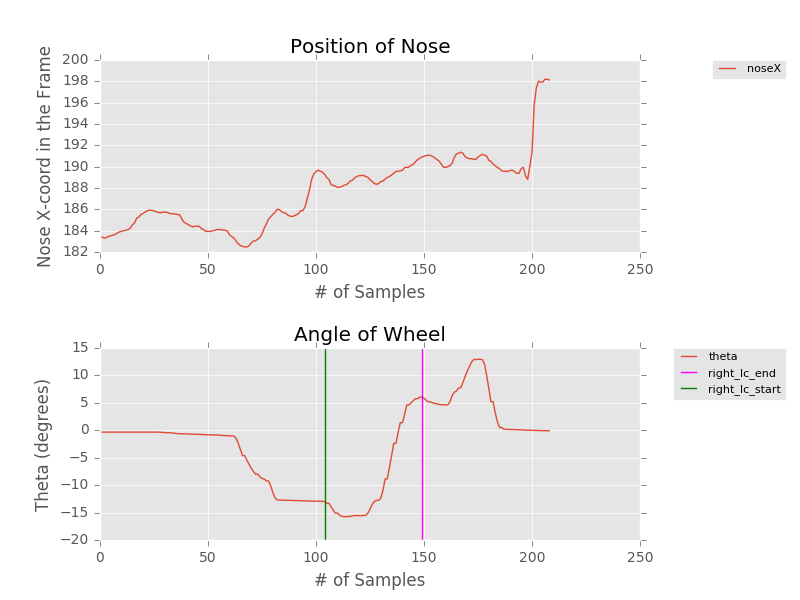 Position of Nose
Nose X-coord in the Frame
200
198
196
194
192
190
188
186
184
182
0 50 100 150 200 250
# of Samples
noseX
Angle of Wheel
Theta (degrees)
15
10
5
0
−5
−10
−15
−20
0 50 100 150 200 250
# of Samples
theta
right_lc_end
right_lc_start